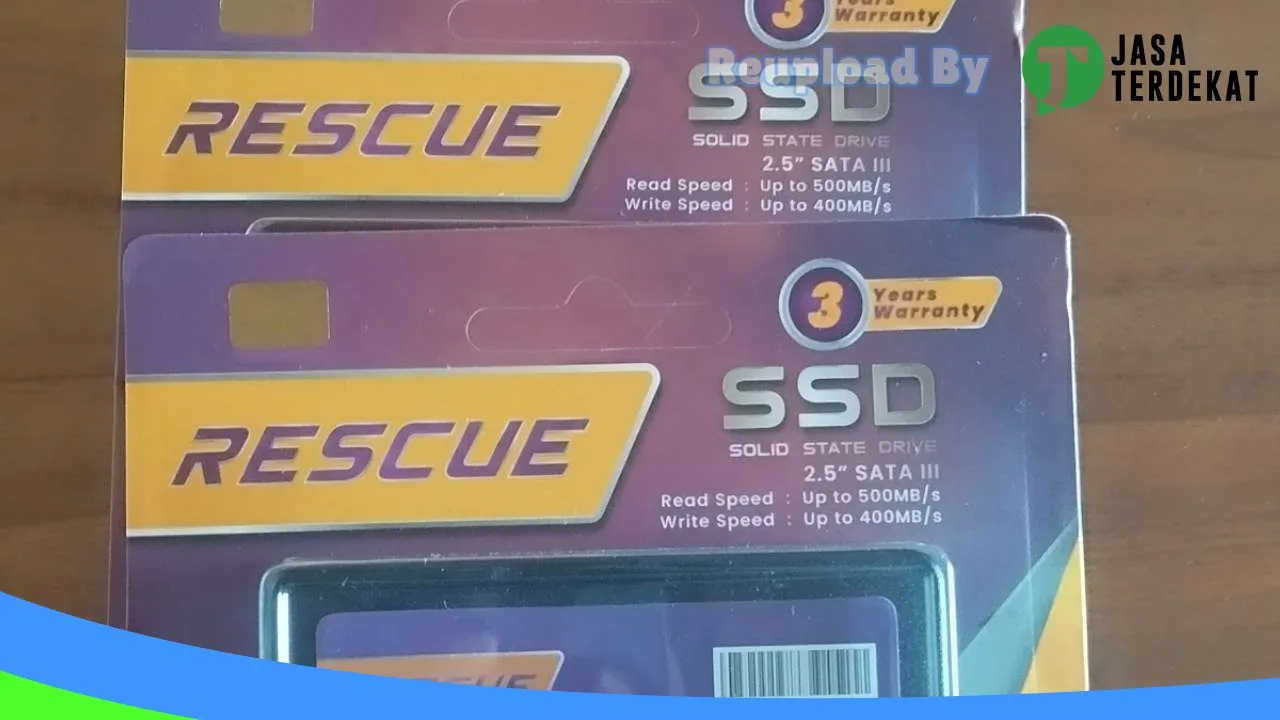 3 Years
Warranty
Reupload By
JASA
TERDEKAT
RESCUE
SSD
SOLID STATE DRIVE
2.5” SATA III
Read Speed : Up to 500MB/s
Write Speed : Up to 400MB/s
3 Years
Warranty
RESCUE
SSD
SOLID STATE DRIVE
2.5” SATA III
Read Speed : Up to 500MB/s
Write Speed : Up to 400MB/s
RESCUE